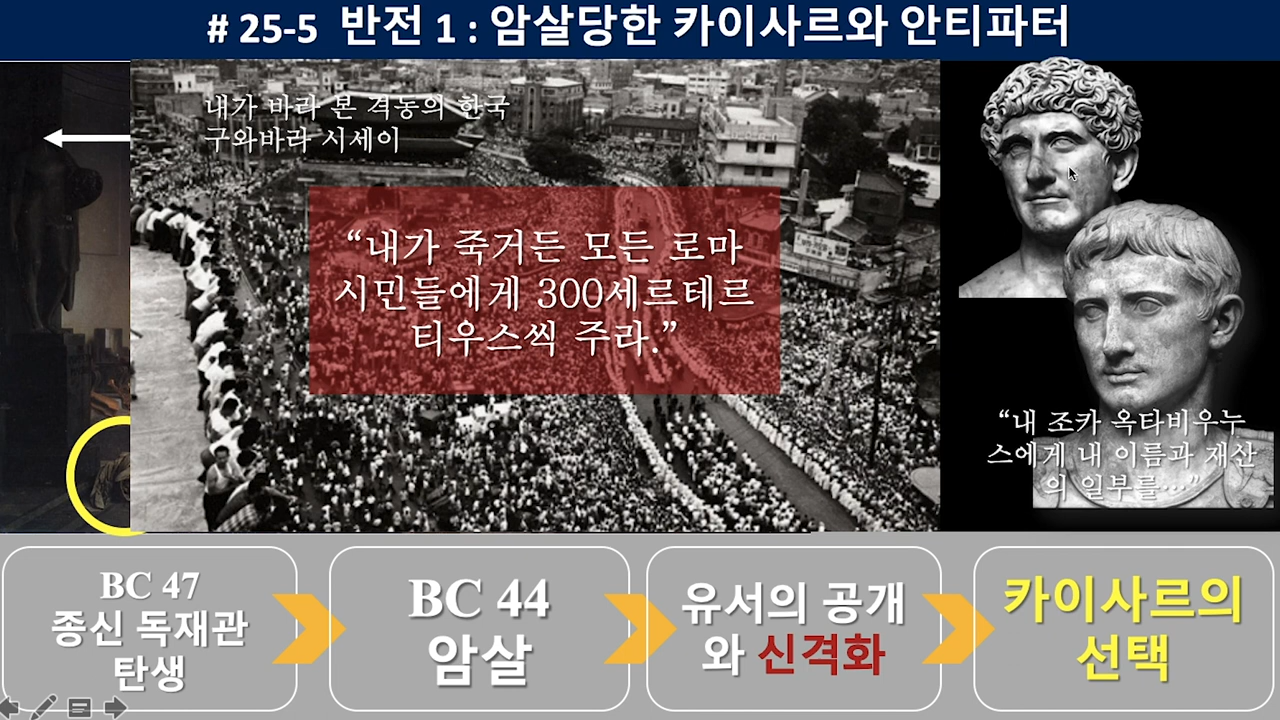 # 25-5 반전 1 : 암살당한 카이사르와 안티파터
내가 바라 본 격동의 한국
구와바라 시세이
“내가 죽거든 모든 로마
시민들에게 300세르테르
티우스씩 주라.”
“내 조카 옥타비우누
스에게 내 이름과 재산
의 일부를…”
BC 47
종신 독재관
탄생
BC 44
암살
유서의 공개
와 신격화
카이사르의
선택